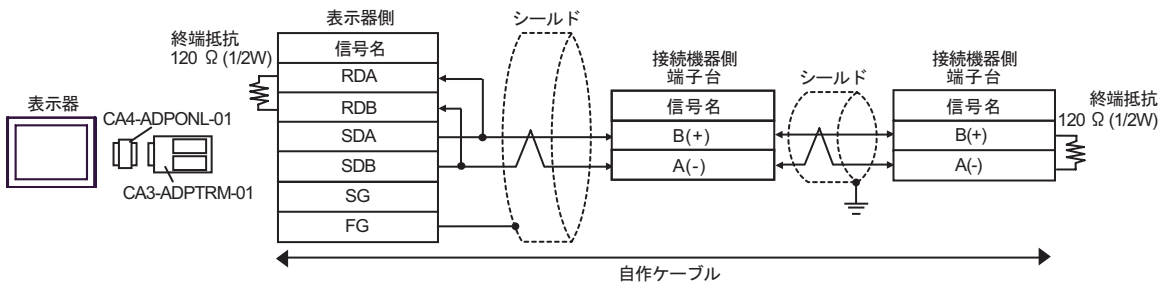 表示器
CA4-ADPONL-01
CA3-ADPTRM-01
終端抵抗
120 Ω (1/2W)
表示器側
信号名
RDA
RDB
SDA
SDB
SG
FG
シールド
接続機器側
端子台
信号名
B(+)
A(-)
シールド
接続機器側
端子台
信号名
B(+)
A(-)
終端抵抗
120 Ω (1/2W)
自作ケーブル